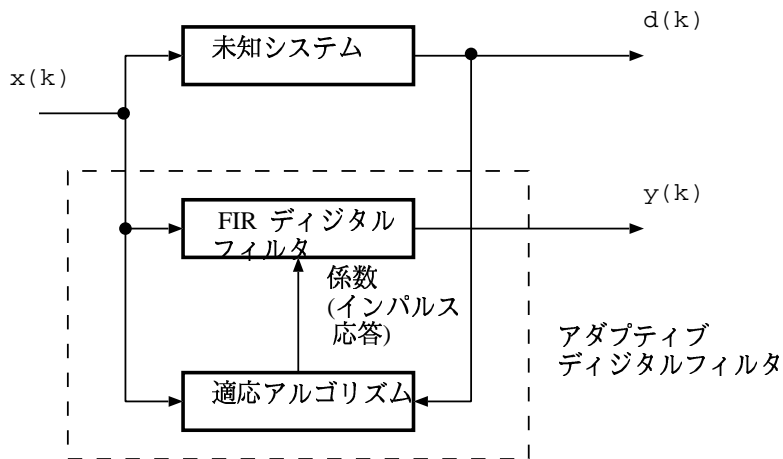 d(k)
未知システム
x(k)
y(k)
FIR ディジタル
フィルタ
係数
(インパルス
応答)
アダプティブ
ディジタルフィルタ
適応アルゴリズム